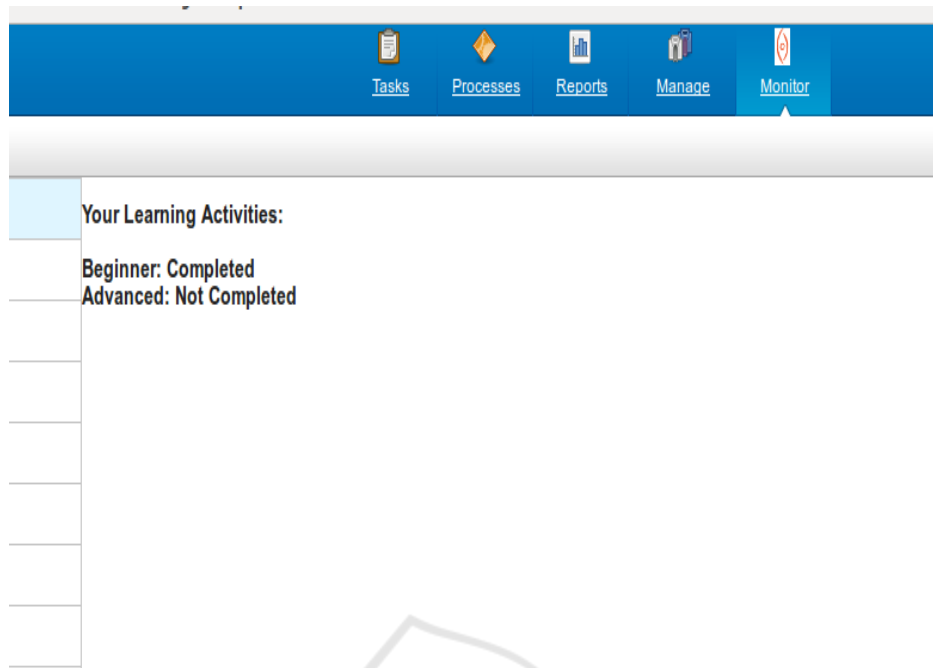 Tasks Processes Reports Manage Monitor
Your Learning Activities:
Beginner: Completed
Advanced: Not Completed